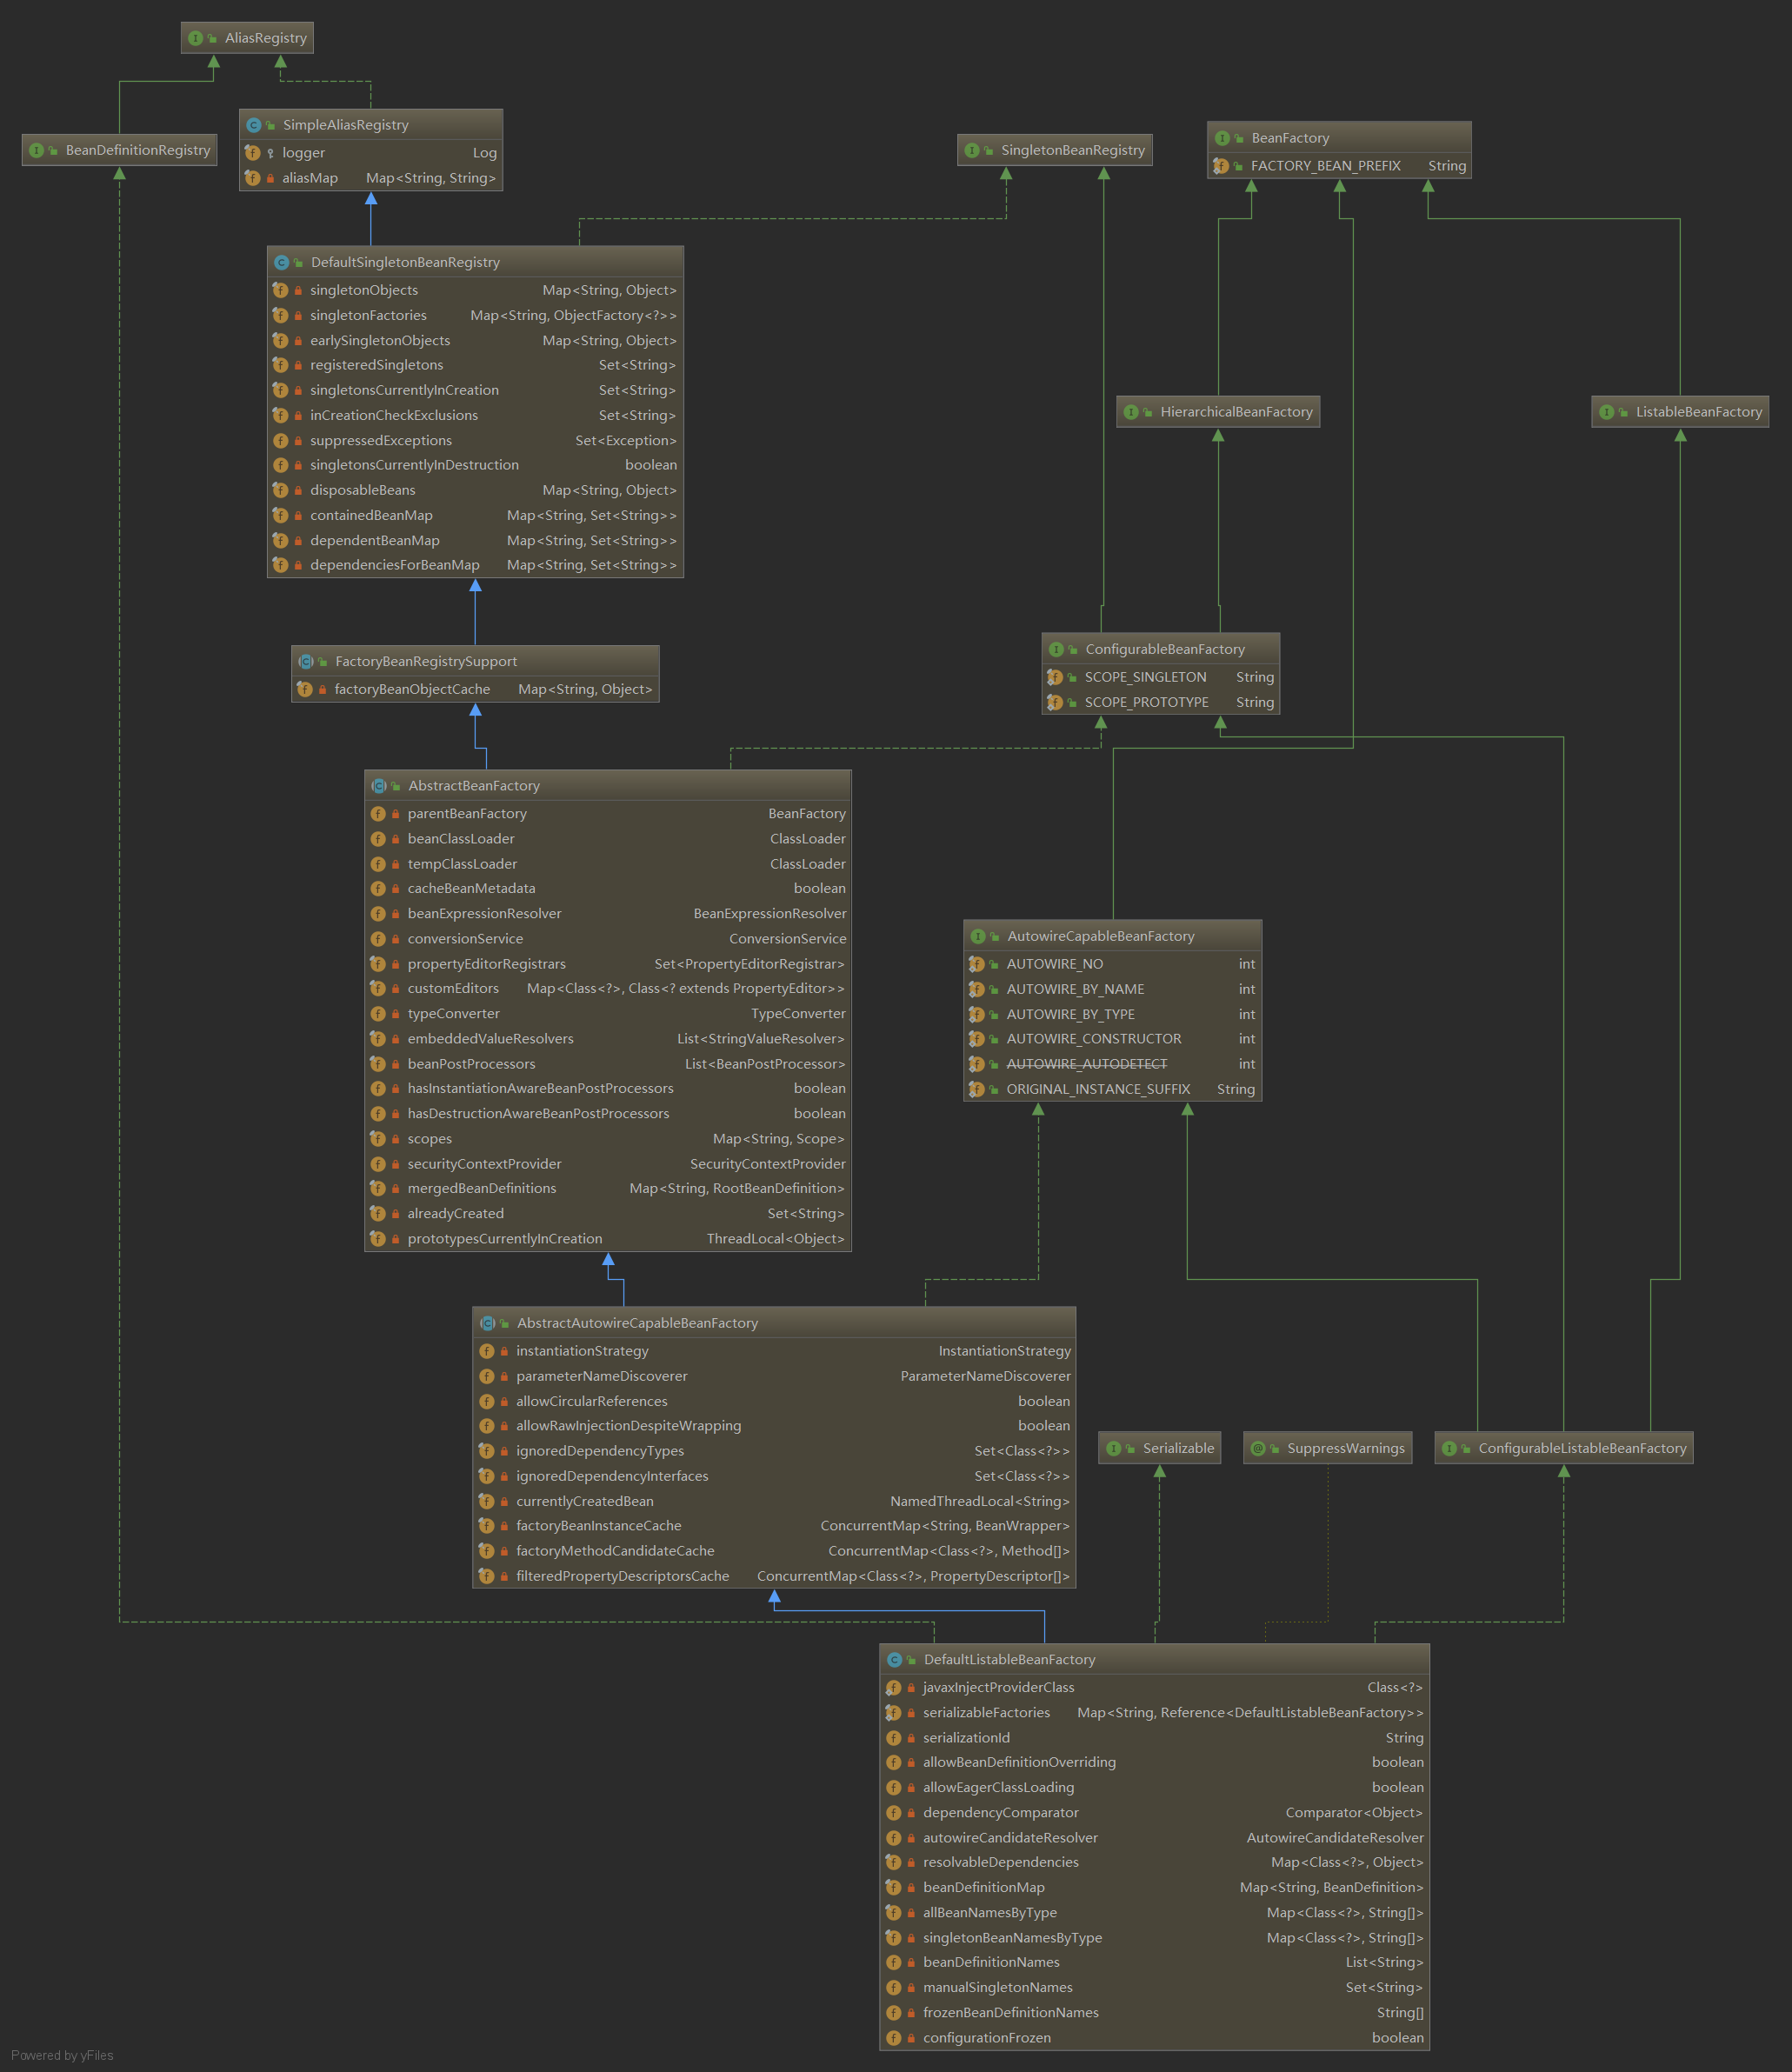 AliasRegistry
BeanDefinitionRegistry
SimpleAliasRegistry
logger Log
aliasMap Map<String, String>
SingletonBeanRegistry
BeanFactory
FACTORY_BEAN_PREFIX String
DefaultSingletonBeanRegistry
singletonObjects Map<String, Object>
singletonFactories Map<String, ObjectFactory<?>>
earlySingletonObjects Map<String, Object>
registeredSingletons Set<String>
singletonsCurrentlyInCreation Set<String>
inCreationCheckExclusions Set<String>
suppressedExceptions Set<Exception>
singletonsCurrentlyInDestruction boolean
disposableBeans Map<String, Object>
containedBeanMap Map<String, Set<String>>
dependentBeanMap Map<String, Set<String>>
dependenciesForBeanMap Map<String, Set<String>>
HierarchicalBeanFactory
ListableBeanFactory
FactoryBeanRegistrySupport
factoryBeanObjectCache Map<String, Object>
ConfigurableBeanFactory
SCOPE_SINGLETON String
SCOPE_PROTOTYPE String
AbstractBeanFactory
parentBeanFactory BeanFactory
beanClassLoader ClassLoader
tempClassLoader ClassLoader
cacheBeanMetadata boolean
beanExpressionResolver BeanExpressionResolver
conversionService ConversionService
propertyEditorRegistrars Set<PropertyEditorRegistrar>
customEditors Map<Class<?>, Class<? extends PropertyEditor>>
typeConverter TypeConverter
embeddedValueResolvers List<StringValueResolver>
beanPostProcessors List<BeanPostProcessor>
hasInstantiationAwareBeanPostProcessors boolean
hasDestructionAwareBeanPostProcessors boolean
scopes Map<String, Scope>
securityContextProvider SecurityContextProvider
mergedBeanDefinitions Map<String, RootBeanDefinition>
alreadyCreated Set<String>
prototypesCurrentlyInCreation ThreadLocal<Object>
AutowireCapableBeanFactory
AUTOWIRE_NO int
AUTOWIRE_BY_NAME int
AUTOWIRE_BY_TYPE int
AUTOWIRE_CONSTRUCTOR int
AUTOWIRE_AUTODETECT int
ORIGINAL_INSTANCE_SUFFIX String
AbstractAutowireCapableBeanFactory
instantiationStrategy InstantiationStrategy
parameterNameDiscoverer ParameterNameDiscoverer
allowCircularReferences boolean
allowRawInjectionDespiteWrapping boolean
ignoredDependencyTypes Set<Class<?>>
ignoredDependencyInterfaces Set<Class<?>>
currentlyCreatedBean NamedThreadLocal<String>
factoryBeanInstanceCache ConcurrentMap<String, BeanWrapper>
factoryMethodCandidateCache ConcurrentMap<Class<?>, Method[]>
filteredPropertyDescriptorsCache ConcurrentMap<Class<?>, PropertyDescriptor[]>
Serializable
SuppressWarnings
ConfigurableListableBeanFactory
DefaultListableBeanFactory
javaxInjectProviderClass Class<?>
serializableFactories Map<String, Reference<DefaultListableBeanFactory>>
serializationId String
allowBeanDefinitionOverriding boolean
allowEagerClassLoading boolean
dependencyComparator Comparator<Object>
autowireCandidateResolver AutowireCandidateResolver
resolvableDependencies Map<Class<?>, Object>
beanDefinitionMap Map<String, BeanDefinition>
allBeanNamesByType Map<Class<?>, String[]>
singletonBeanNamesByType Map<Class<?>, String[]>
beanDefinitionNames List<String>
manualSingletonNames Set<String>
frozenBeanDefinitionNames String[]
configurationFrozen boolean
Powered by yFiles